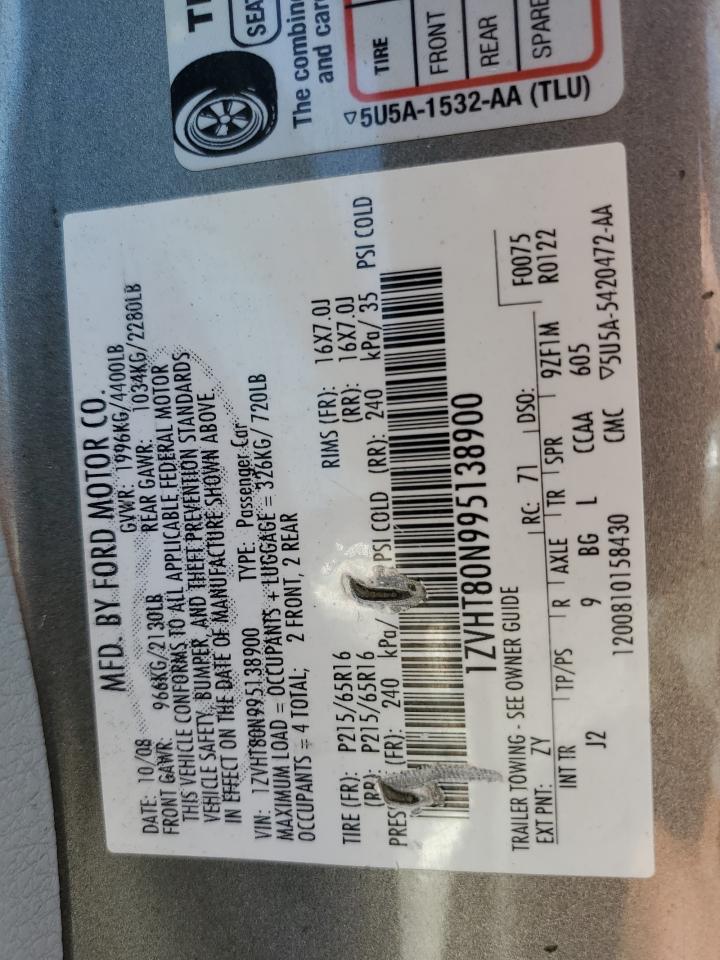 TI
SEAT
The combine
and carg
TIRE
FRONT
REAR
SPARE
▽5U5A-1532-AA (TLU)
MFD. BY FORD MOTOR CO.
DATE: 10/08 GVWR: 1996KG/4400LB
FRONT GAWR: 966KG/2130LB REAR GAWR: 1034KG/2280LB
THIS VEHICLE CONFORMS TO ALL APPLICABLE FEDERAL MOTOR
VEHICLE SAFETY, BUMPER, AND THEFT PREVENTION STANDARDS
IN EFFECT ON THE DATE OF MANUFACTURE SHOWN ABOVE.
VIN: 1ZVHT80N995138900 TYPE: Passenger Car
MAXIMUM LOAD = OCCUPANTS + LUGGAGE = 326KG/ 720LB
OCCUPANTS = 4 TOTAL; 2 FRONT, 2 REAR
TIRE (FR): P215/65R16 RIMS (FR): 16X7.0J
(RR): P215/65R16 (RR): 16X7.0J
PRES (FR): 240 kPa/ PSI COLD (RR): 240 kPa/ 35 PSI COLD
1ZVHT80N995138900
TRAILER TOWING - SEE OWNER GUIDE
F0075
EXT PNT: ZY RC: 71 DSO: R0122
INT TR TP/PS R AXLE TR SPR 9ZF1M
J2 9 BG L CCAA 605
1200810158430 CMC ▽5U5A-5420472-AA